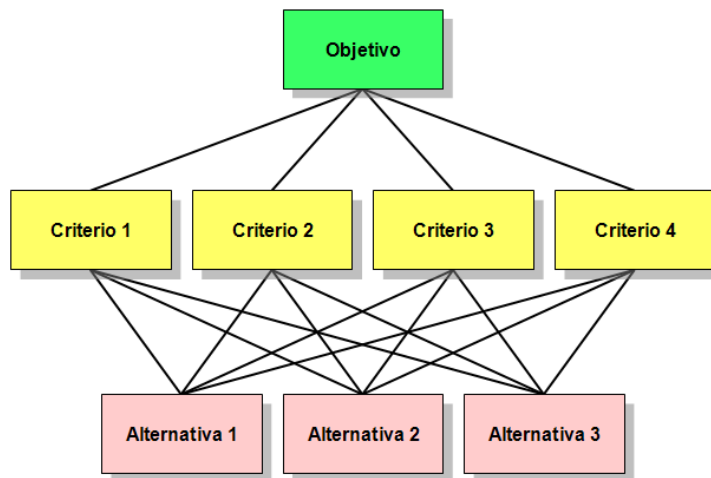 Objetivo
Criterio 1
Criterio 2
Criterio 3
Criterio 4
Alternativa 1
Alternativa 2
Alternativa 3